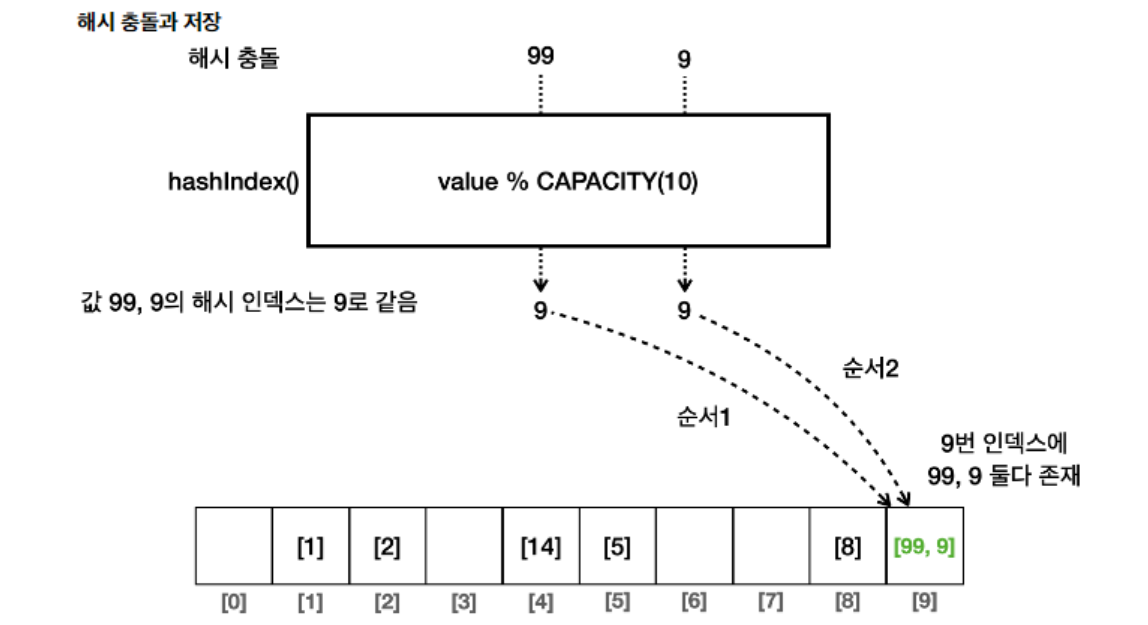 해시 충돌과 저장
해시 충돌
99
9
hashIndex()
value % CAPACITY(10)
값 99, 9의 해시 인덱스는 9로 같음
9
9
순서2
순서1
9번 인덱스에
99, 9 둘다 존재
[1] [2] [14] [5] [8] [99, 9]
[0] [1] [2] [3] [4] [5] [6] [7] [8] [9]